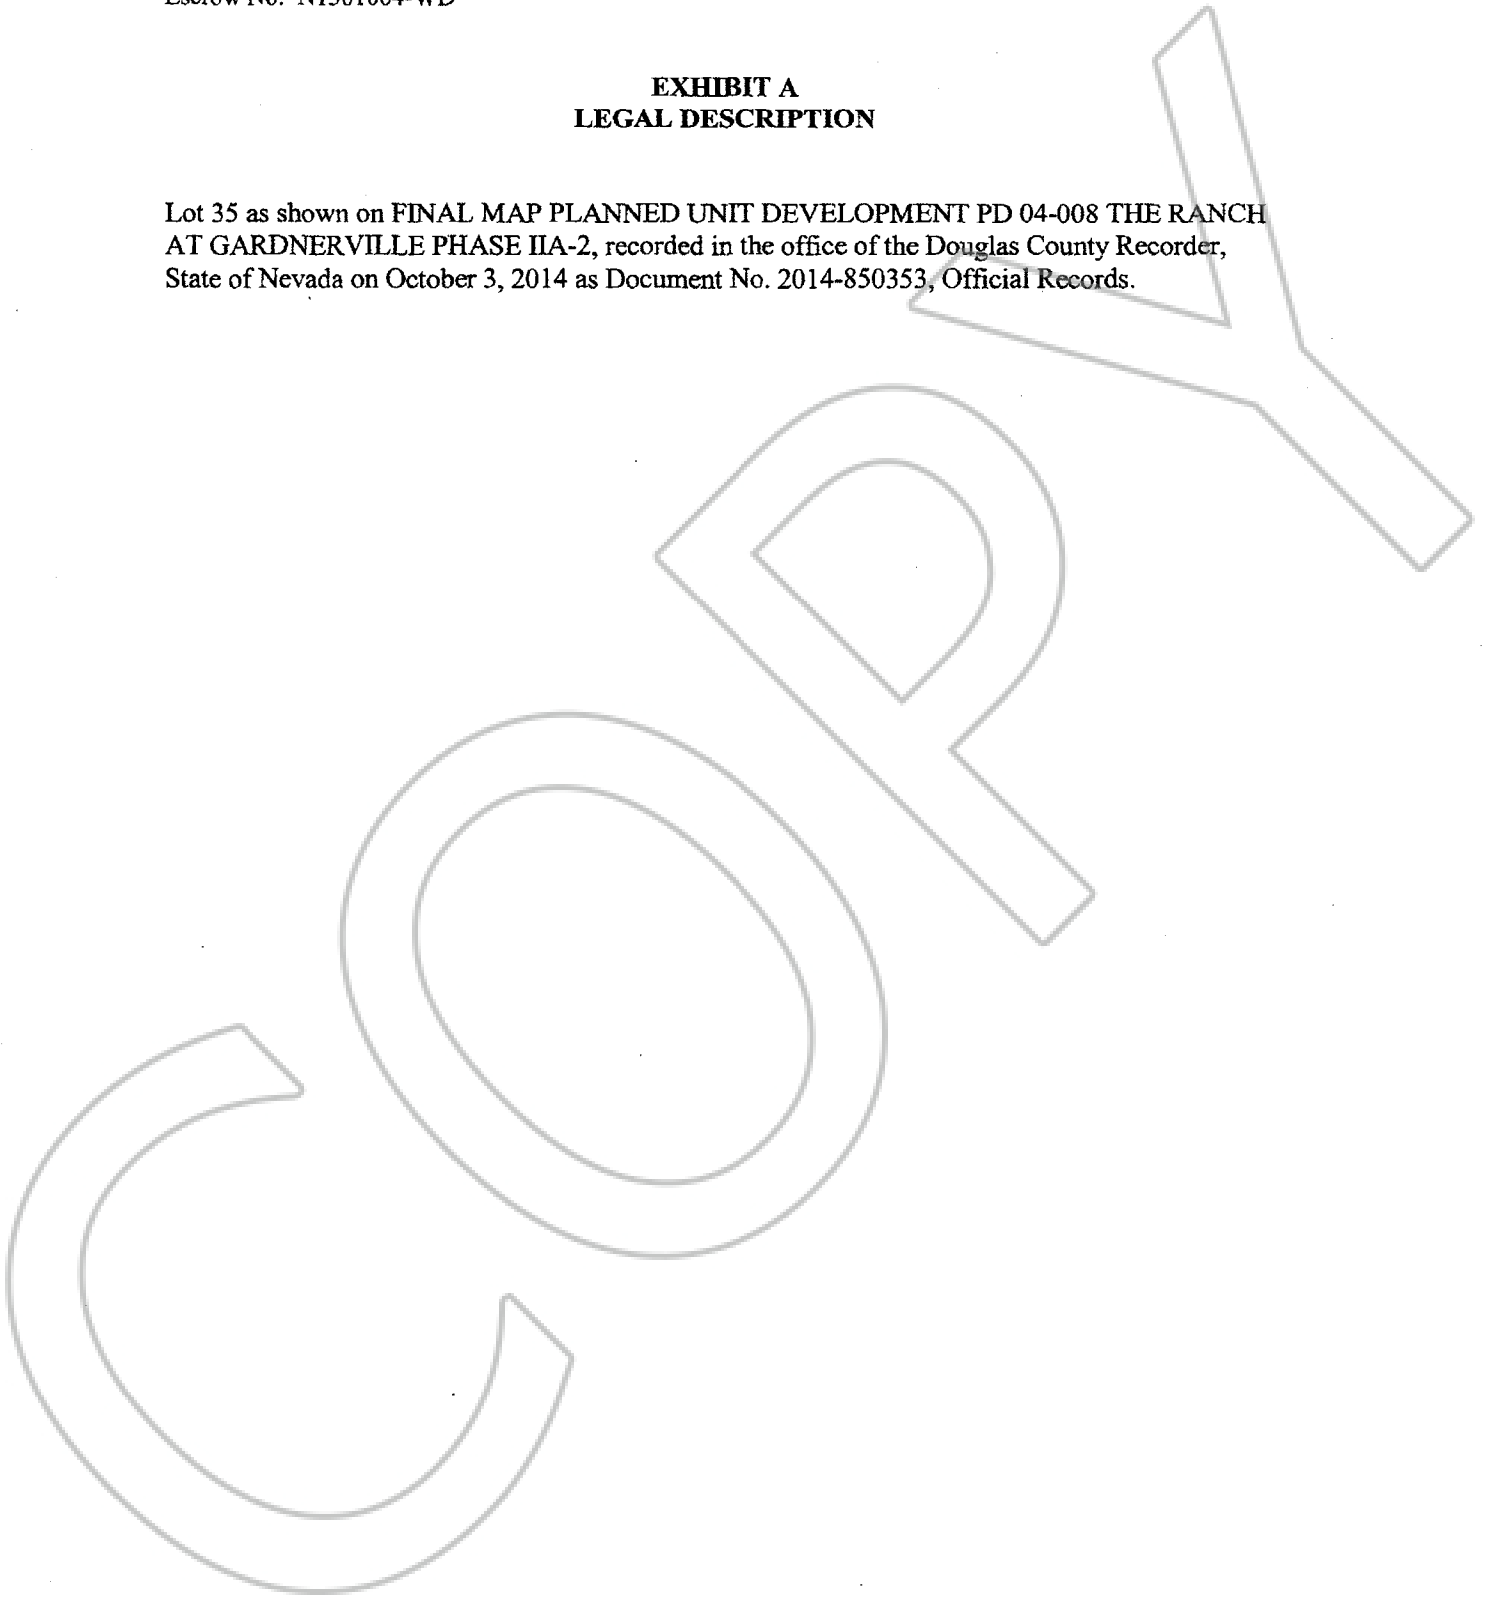 Escrow No.
EXHIBIT A
LEGAL DESCRIPTION
Lot 35 as shown on FINAL MAP PLANNED UNIT DEVELOPMENT PD 04-008 THE RANCH
AT GARDNERVILLE PHASE IIA-2, recorded in the office of the Douglas County Recorder,
State of Nevada on October 3, 2014 as Document No. 2014-850353, Official Records.
COPY